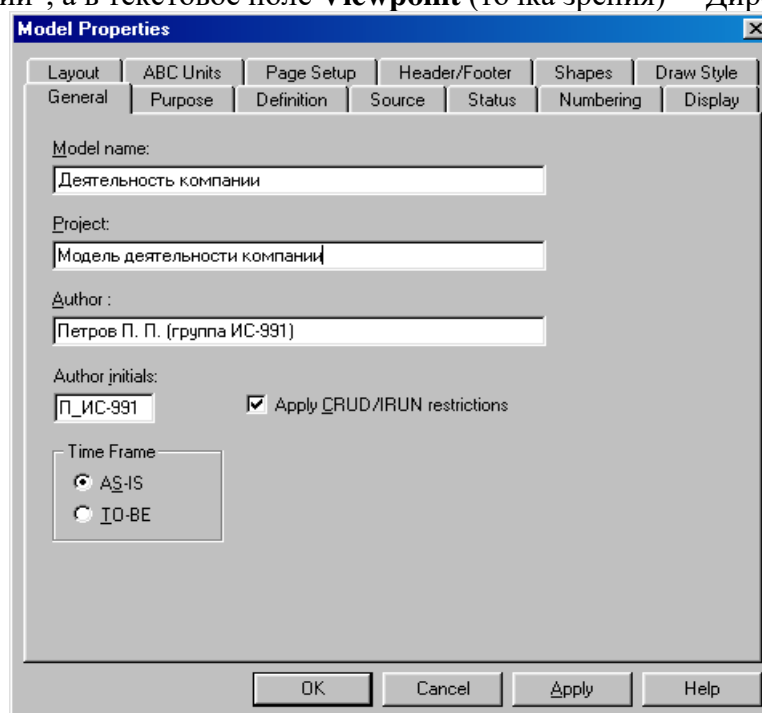 ии", а в текстовое поле Viewpoint (точка зрения)
Model Properties
Layout ABC Units Page Setup Header/Footer Shapes Draw Style
General Purpose Definition Source Status Numbering Display
Model name:
Деятельность компании
Project:
Модель деятельности компании
Author :
Петров П. П. (группа ИС-991)
Author initials:
П_ИС-991 Apply CRUD/IRUN restrictions
Time Frame
AS-IS
TO-BE
OK Cancel Apply Help